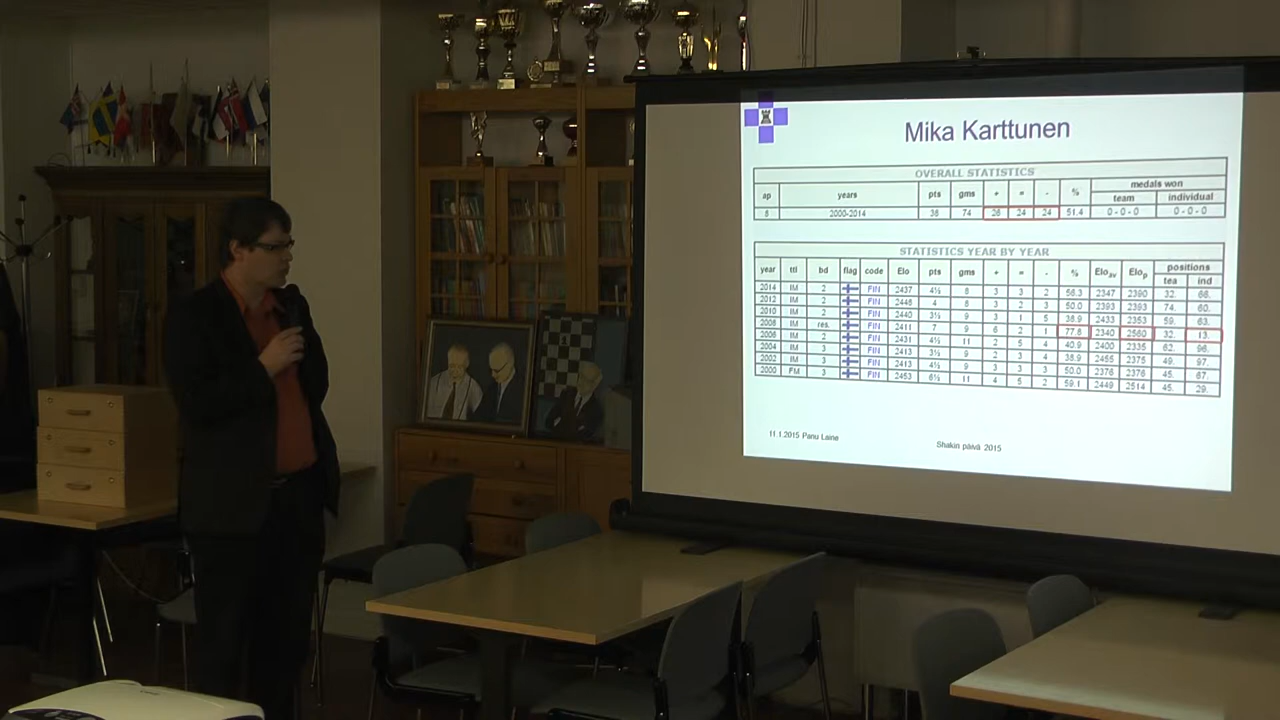 Mika Karttunen
OVERALL STATISTICS
ap years pts gms + = - % medals won
team individual
8 2000-2014 38 74 26 24 24 51.4 0 - 0 - 0 0 - 0 - 0
STATISTICS YEAR BY YEAR
year ttl bd flag code Elo pts gms + = - % Eloav Elop positions
tea ind
2014 IM 2 FIN 2437 4½ 8 3 3 2 56.3 2347 2390 32. 66.
2012 IM 2 FIN 2446 4 8 3 2 3 50.0 2393 2393 74. 60.
2010 IM 2 FIN 2440 3½ 9 3 1 5 38.9 2433 2353 59. 63.
2008 IM res. FIN 2411 7 9 6 2 1 77.8 2340 2560 32. 13.
2006 IM 2 FIN 2431 4½ 11 2 5 4 40.9 2400 2335 62. 96.
2004 IM 3 FIN 2413 3½ 9 2 3 4 38.9 2455 2375 49. 97.
2002 IM 3 FIN 2413 4½ 9 3 3 3 50.0 2376 2376 45. 67.
2000 FM 3 FIN 2453 6½ 11 4 5 2 59.1 2449 2514 45. 29.
11.1.2015 Panu Laine
Shakin päivä 2015